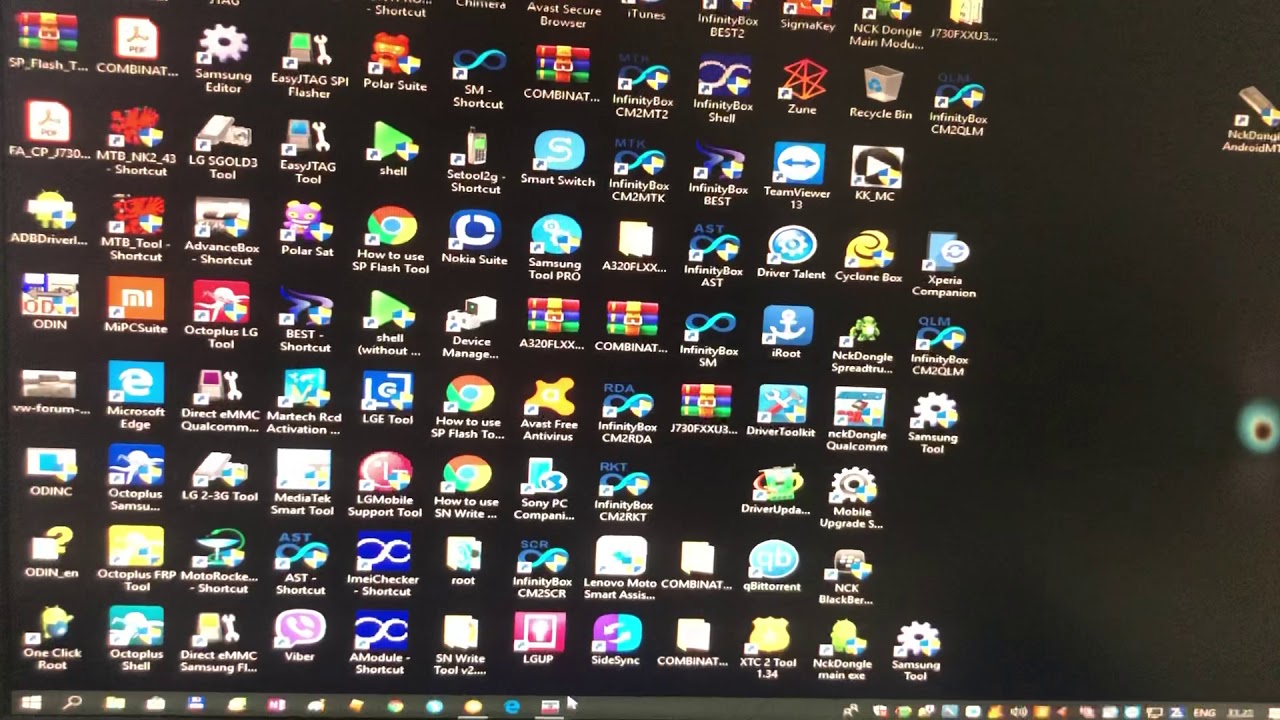 JTAG
- Shortcut
Chimera
Avast Secure
Browser
iTunes
InfinityBox
BEST2
SigmaKey
NCK Dongle
Main Modu...
J730FXXU3...
SP_Flash_T...
COMBINAT...
Samsung
Editor
EasyJTAG SPI
Flasher
Polar Suite
SM -
Shortcut
COMBINAT...
InfinityBox
CM2MT2
InfinityBox
Shell
Zune
Recycle Bin
InfinityBox
CM2QLM
NckDongle
AndroidMT
FA_CP_J730...
MTB_NK2_43
- Shortcut
LG SGOLD3
Tool
EasyJTAG
Tool
shell
Setool2g -
Shortcut
Smart Switch
InfinityBox
CM2MTK
InfinityBox
BEST
TeamViewer
13
KK_MC
ADBDriverI...
MTB_Tool -
Shortcut
AdvanceBox
- Shortcut
Polar Sat
How to use
SP Flash Tool
Nokia Suite
Samsung
Tool PRO
A320FLXX...
InfinityBox
AST
Driver Talent
Cyclone Box
Xperia
Companion
ODIN
MiPCSuite
Octoplus LG
Tool
BEST -
Shortcut
shell
(without ...
Device
Manage...
A320FLXX...
COMBINAT...
InfinityBox
SM
iRoot
NckDongle
Spreadtru...
InfinityBox
CM2QLM
vw-forum-...
Microsoft
Edge
Direct eMMC
Qualcomm...
Martech Rcd
Activation ...
LGE Tool
How to use
SP Flash To...
Avast Free
Antivirus
InfinityBox
CM2RDA
J730FXXU3...
DriverToolkit
nckDongle
Qualcomm
Samsung
Tool
ODINC
Octoplus
Samsu...
LG 2-3G Tool
MediaTek
Smart Tool
LGMobile
Support Tool
How to use
SN Write ...
Sony PC
Compani...
InfinityBox
CM2RKT
DriverUpda...
Mobile
Upgrade S...
ODIN_en
Octoplus FRP
Tool
MotoRocke...
- Shortcut
AST -
Shortcut
ImeiChecker
- Shortcut
root
InfinityBox
CM2SCR
Lenovo Moto
Smart Assis...
COMBINAT...
qBittorrent
NCK
BlackBer...
One Click
Root
Octoplus
Shell
Direct eMMC
Samsung Fl...
Viber
AModule -
Shortcut
SN Write
Tool v2....
LGUP
SideSync
COMBINAT...
XTC 2 Tool
1.34
NckDongle
main exe
Samsung
Tool
ENG